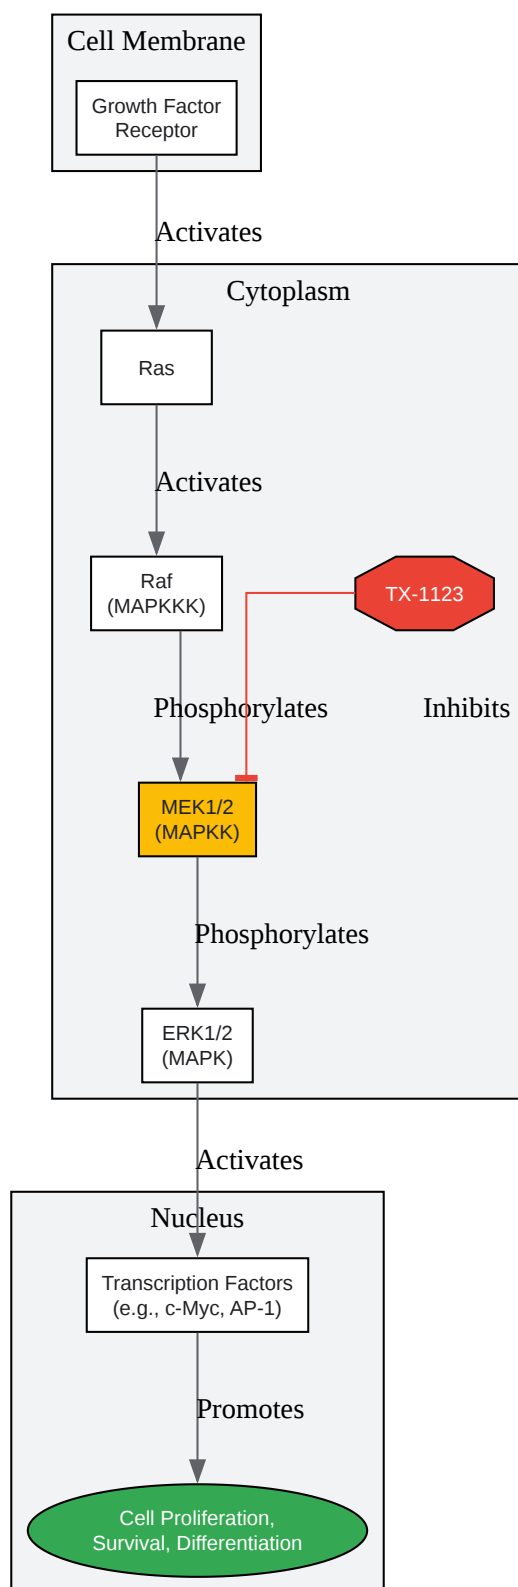 Cell Membrane
Growth Factor
Receptor
Activates
Cytoplasm
Ras
Activates
Raf
(MAPKKK)
TX-1123
Phosphorylates
Inhibits
MEK1/2
(MAPKK)
Phosphorylates
ERK1/2
(MAPK)
Activates
Nucleus
Transcription Factors
(e.g., c-Myc, AP-1)
Promotes
Cell Proliferation,
Survival, Differentiation